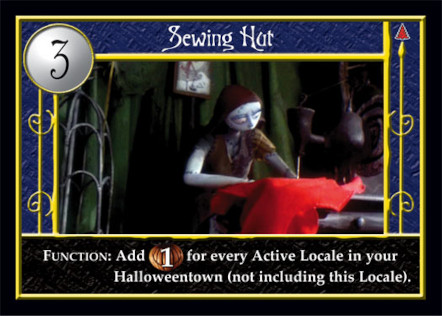 Sewing Hut
3
FUNCTION: Add 1 for every Active Locale in your
Halloweentown (not including this Locale).